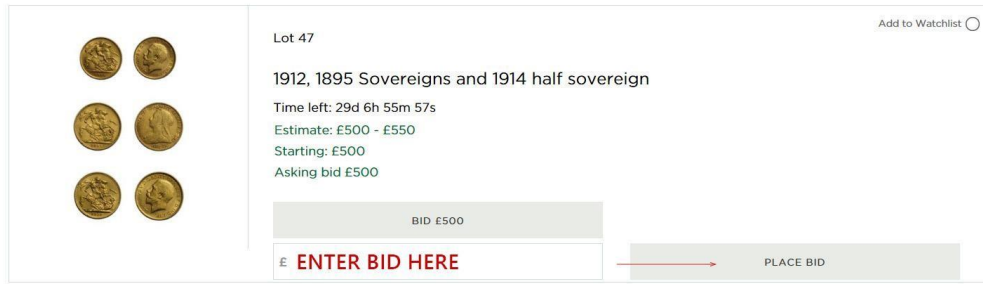 Add to Watchlist
Lot 47
1912, 1895 Sovereigns and 1914 half sovereign
Time left: 29d 6h 55m 57s
Estimate: £500 - £550
Starting: £500
Asking bid £500
BID £500
£ ENTER BID HERE
PLACE BID